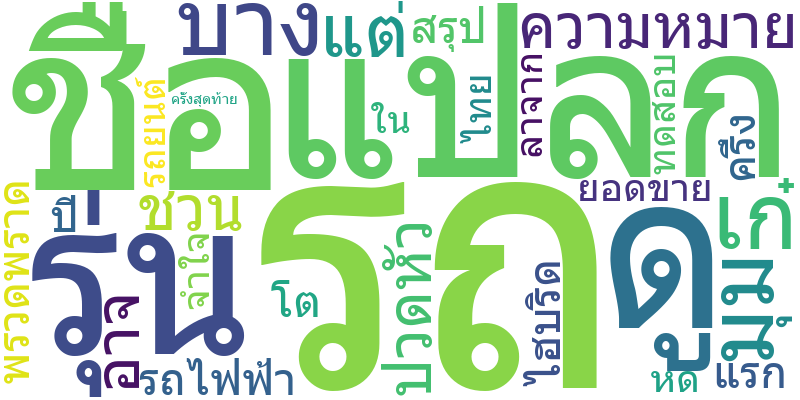 บาง
แต่
สรุป
ความหมาย
ชื่อแปลก
ครั้งสุดท้าย
รถยนต์
ใน
ไทย
ลาจาก
ทดสอบ
ครึ่ง
พรวดพราด
ปี
ชวน
ยอดขาย
รุ่น
รถ
ดู
เก๋
ลำใจ
ปวดหัว
โต
อาจ
ไฮบริด
มุม
รถไฟฟ้า
หัด
แรก